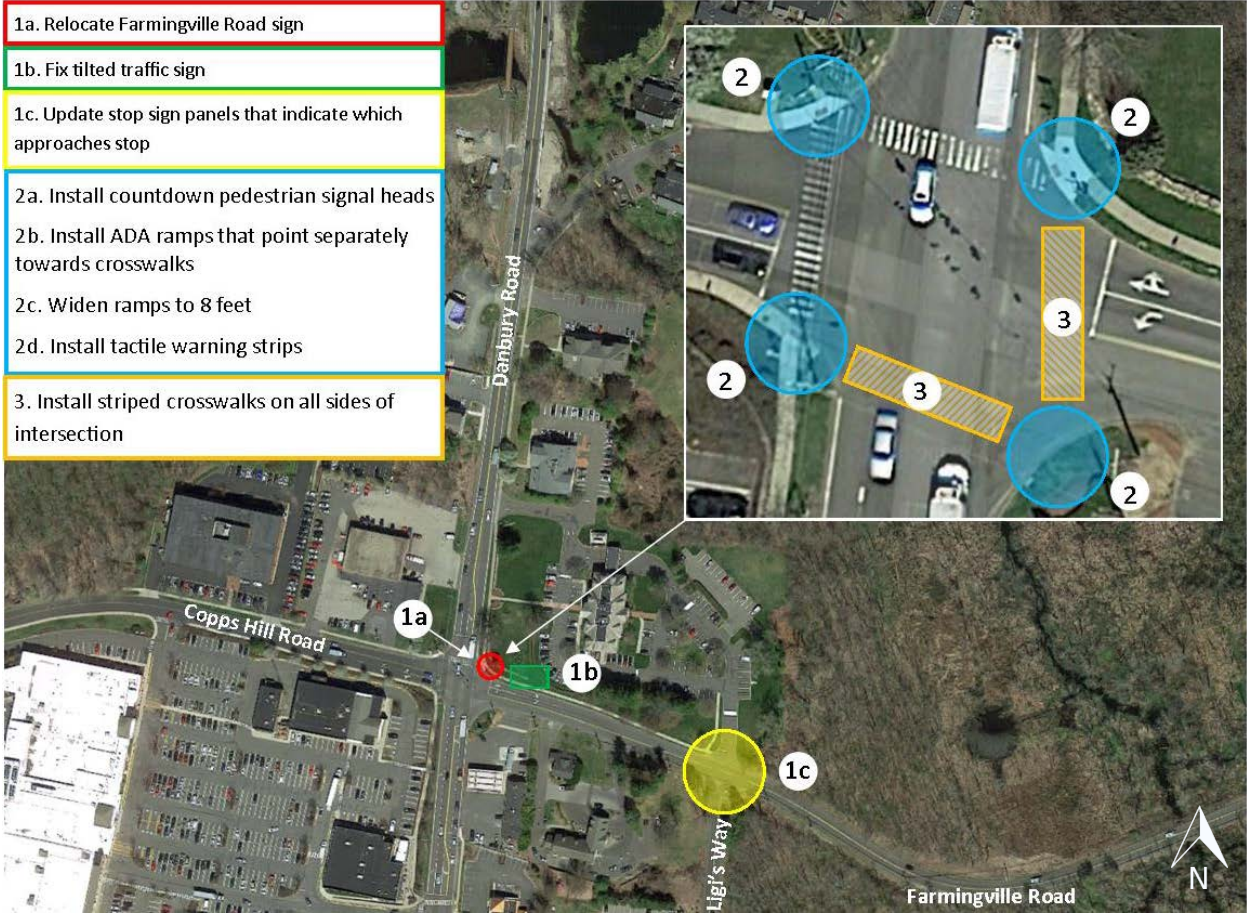 1a. Relocate Farmingville Road sign
1b. Fix tilted traffic sign
1c. Update stop sign panels that indicate which
approaches stop
2a. Install countdown pedestrian signal heads
2b. Install ADA ramps that point separately
towards crosswalks
2c. Widen ramps to 8 feet
2d. Install tactile warning strips
3. Install striped crosswalks on all sides of
intersection
2
2
3
3
2
2
Danbury Road
Copps Hill Road
1a
1b
1c
Ligi's Way
Farmingville Road
N